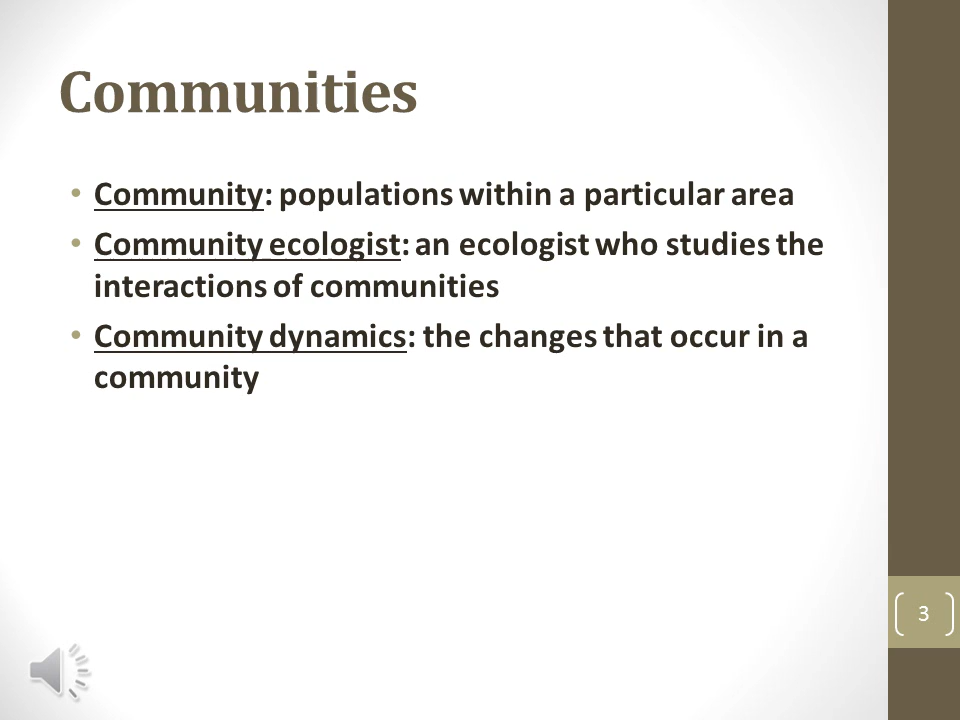 Communities
• Community: populations within a particular area
• Community ecologist: an ecologist who studies the
interactions of communities
• Community dynamics: the changes that occur in a
community
3